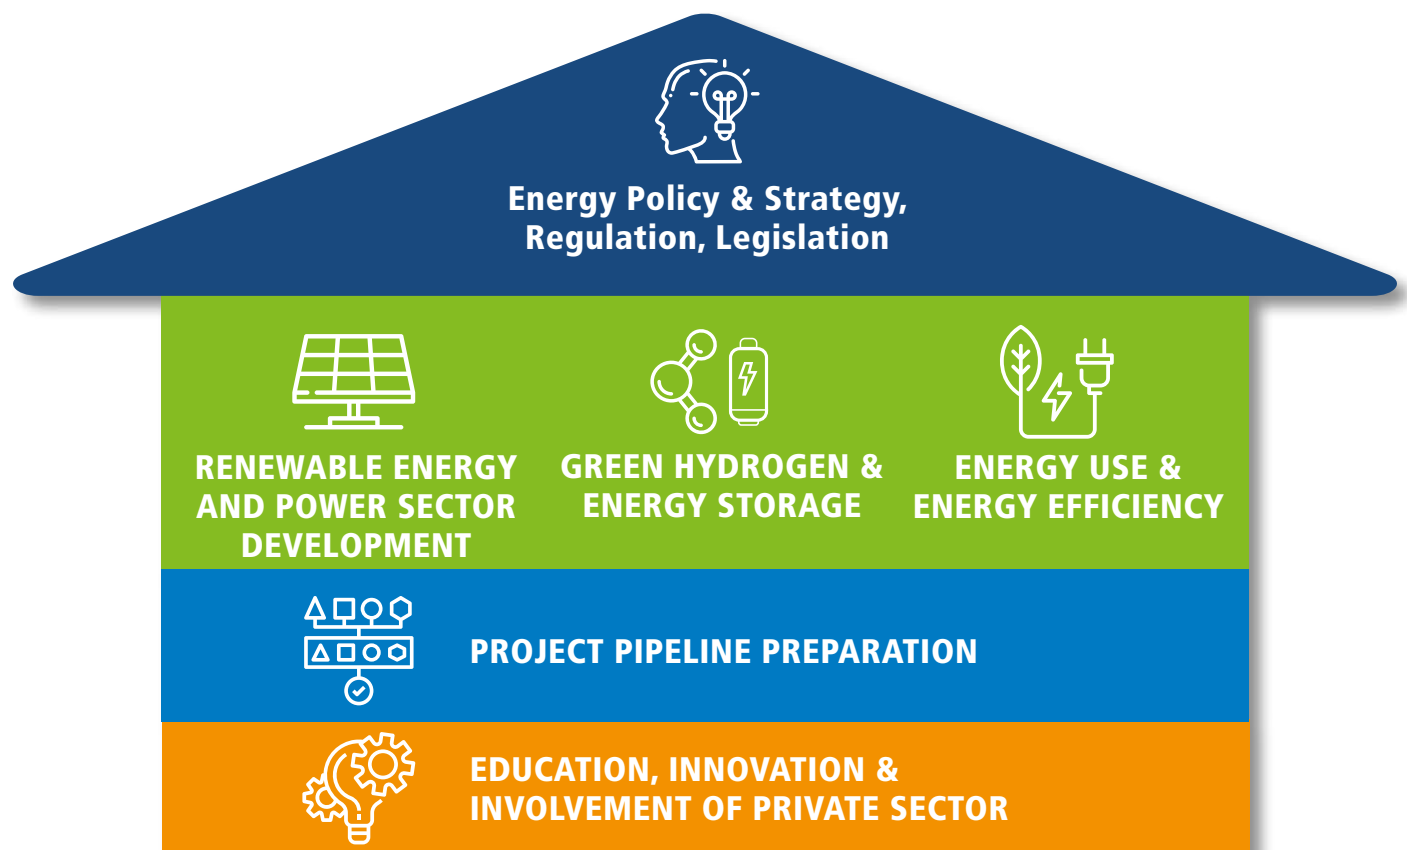 Energy Policy & Strategy,
Regulation, Legislation
RENEWABLE ENERGY
AND POWER SECTOR
DEVELOPMENT
GREEN HYDROGEN &
ENERGY STORAGE
ENERGY USE &
ENERGY EFFICIENCY
PROJECT PIPELINE PREPARATION
EDUCATION, INNOVATION &
INVOLVEMENT OF PRIVATE SECTOR